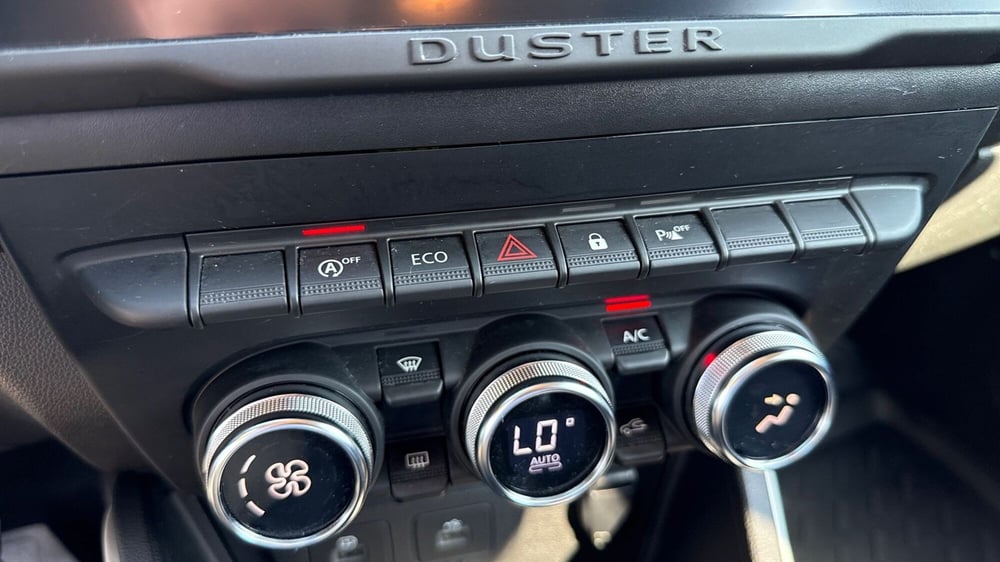 DUSTER
A OFF
ECO
P OFF
A/C
LO°
AUTO